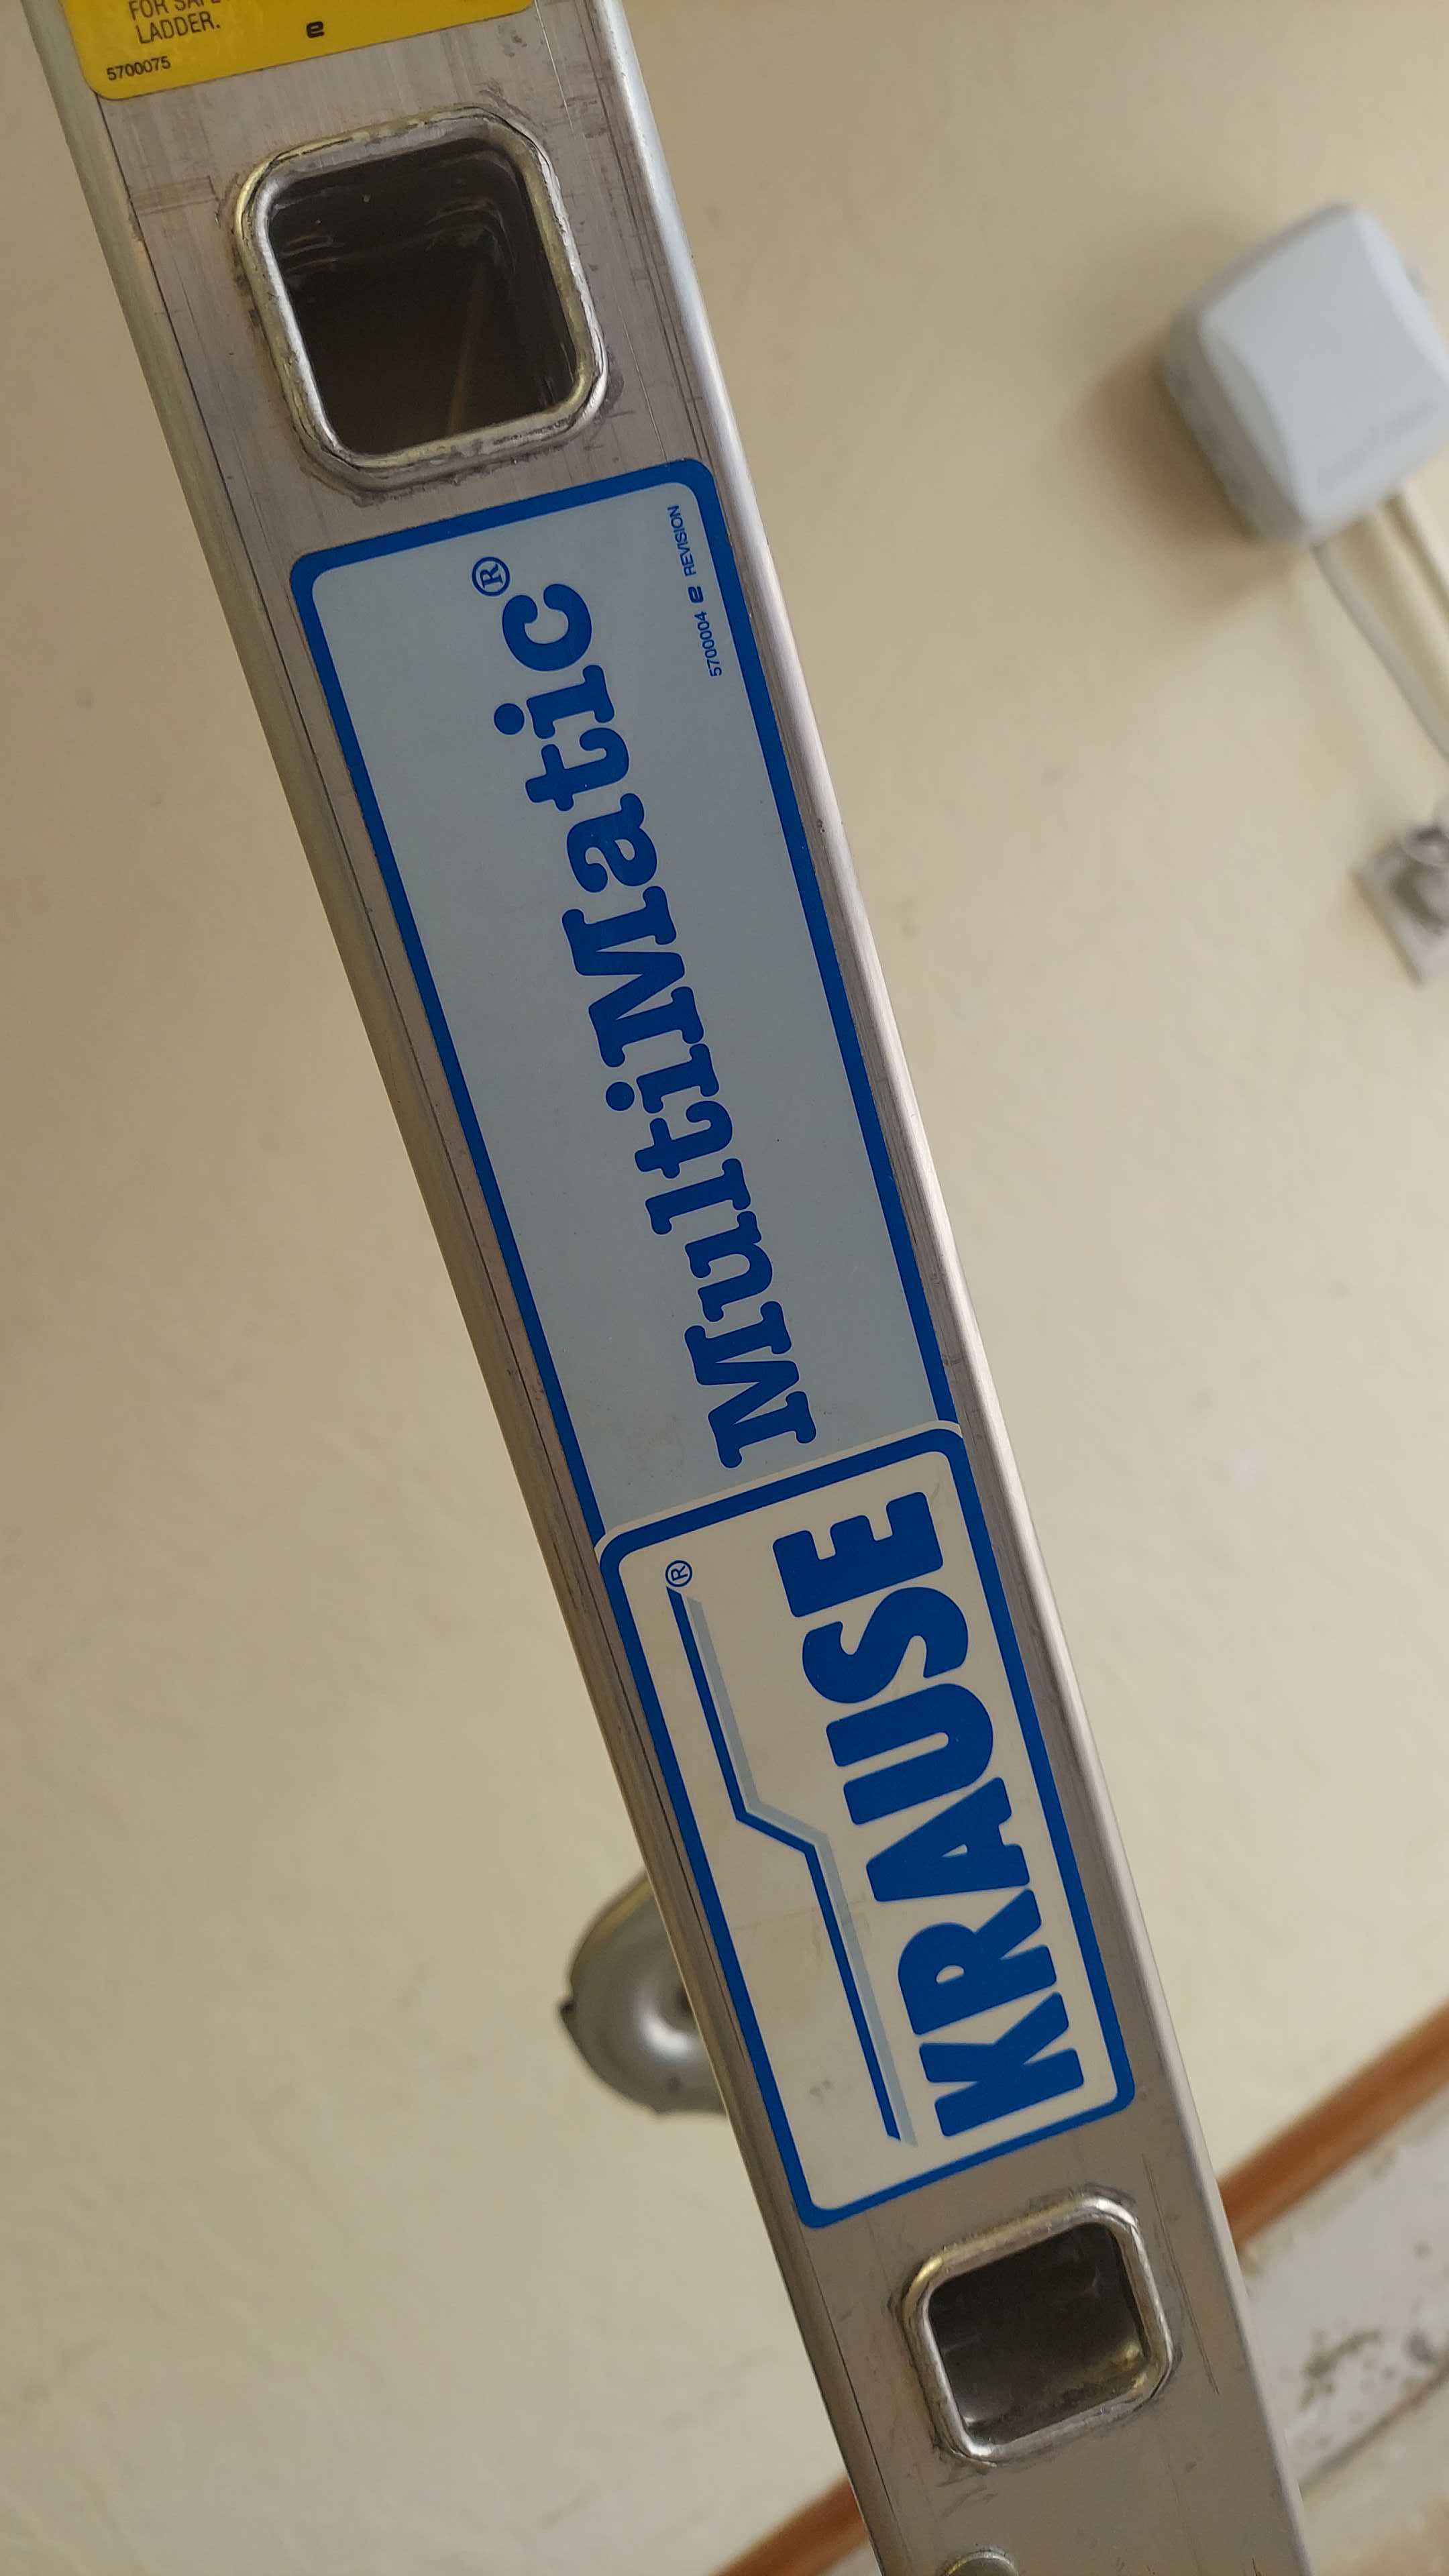 LADDER.
e
5700075
MultiMatic®
5700004 e REVISION
KRAUSE®